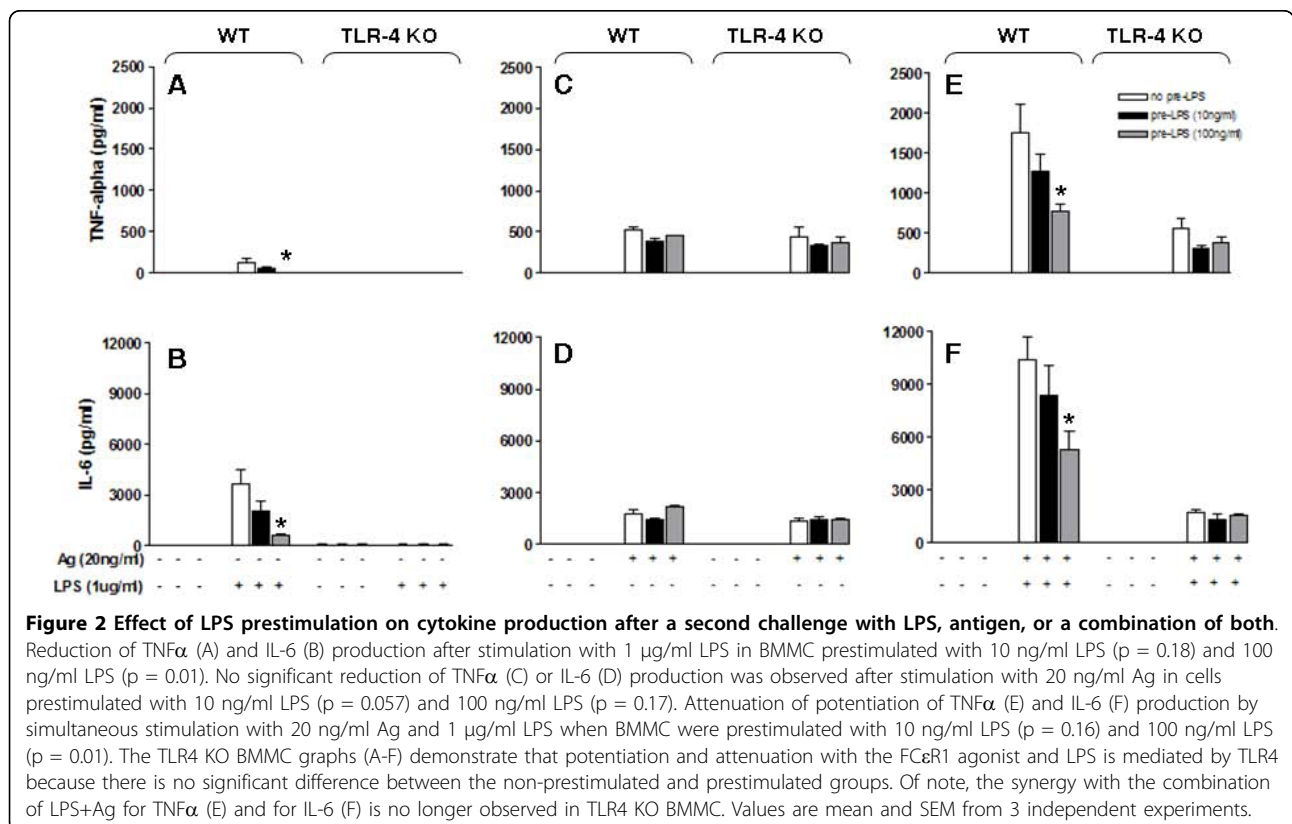 WT TLR-4 KO WT TLR-4 KO WT TLR-4 KO
A
TNF-alpha (pg/ml)
2500
2000
1500
1000
500
0
*
C
2500
2000
1500
1000
500
0
E
2500
2000
1500
1000
500
0
*
no pre-LPS
pre-LPS (10ng/ml)
pre-LPS (100ng/ml)
B
IL-6 (pg/ml)
12000
9000
6000
3000
0
*
D
12000
9000
6000
3000
0
F
12000
9000
6000
3000
0
*
Ag (20ng/ml) - - - - - - + + + - - - + + + - - - + + + - - - + + +
LPS (1ug/ml) - - - + + + - - - + + + - - - - - - - - - - - - - - - + + + - - - + + +
Figure 2 Effect of LPS prestimulation on cytokine production after a second challenge with LPS, antigen, or a combination of both.
Reduction of TNFα (A) and IL-6 (B) production after stimulation with 1 μg/ml LPS in BMMC prestimulated with 10 ng/ml LPS (p = 0.18) and 100
ng/ml LPS (p = 0.01). No significant reduction of TNFα (C) or IL-6 (D) production was observed after stimulation with 20 ng/ml Ag in cells
prestimulated with 10 ng/ml LPS (p = 0.057) and 100 ng/ml LPS (p = 0.17). Attenuation of potentiation of TNFα (E) and IL-6 (F) production by
simultaneous stimulation with 20 ng/ml Ag and 1 μg/ml LPS when BMMC were prestimulated with 10 ng/ml LPS (p = 0.16) and 100 ng/ml LPS
(p = 0.01). The TLR4 KO BMMC graphs (A-F) demonstrate that potentiation and attenuation with the FCεR1 agonist and LPS is mediated by TLR4
because there is no significant difference between the non-prestimulated and prestimulated groups. Of note, the synergy with the combination
of LPS+Ag for TNFα (E) and for IL-6 (F) is no longer observed in TLR4 KO BMMC. Values are mean and SEM from 3 independent experiments.